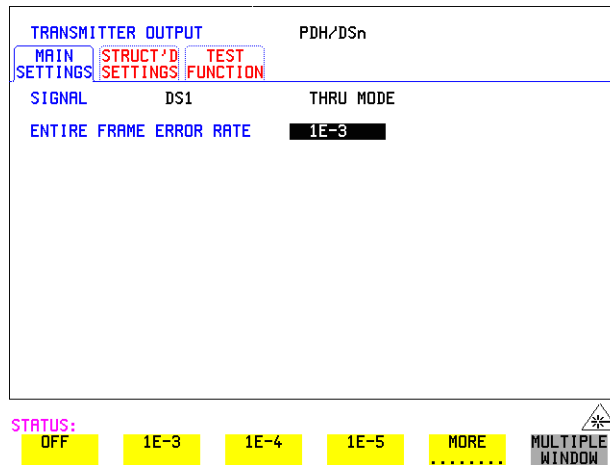 TRANSMITTER OUTPUT PDH/DSn
MAIN SETTINGS STRUCT'D SETTINGS TEST FUNCTION
SIGNAL DS1 THRU MODE
ENTIRE FRAME ERROR RATE 1E-3
STATUS:
OFF 1E-3 1E-4 1E-5 MORE ........ MULTIPLE WINDOW